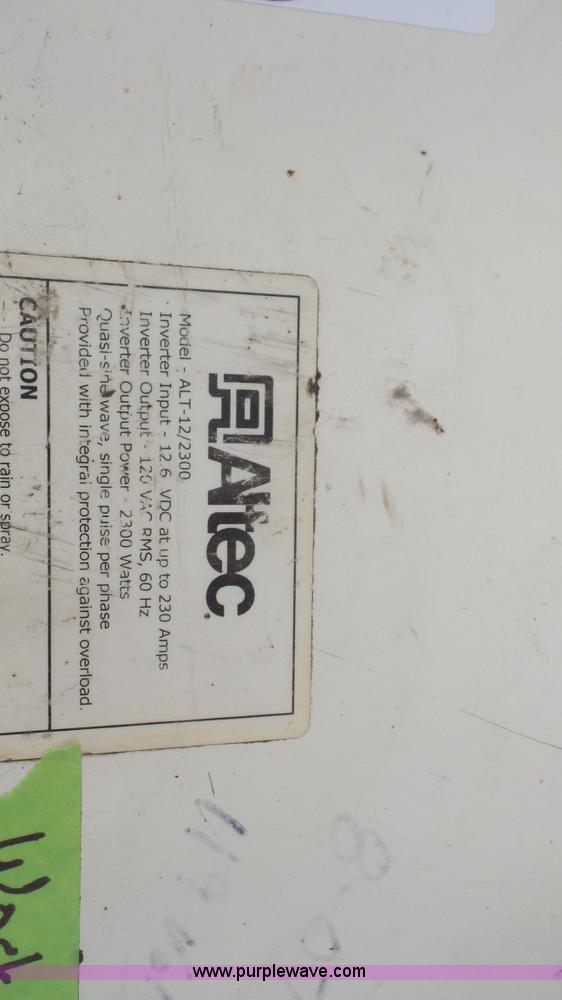 Altec®
Model - ALT-12/2300
Inverter Input - 12.6 VDC at up to 230 Amps
Inverter Output - 120 VAC RMS, 60 Hz
Inverter Output Power - 2300 Watts
Quasi-sine wave, single pulse per phase
Provided with integral protection against overload.
CAUTION
Do not expose to rain or spray.
www.purplewave.com